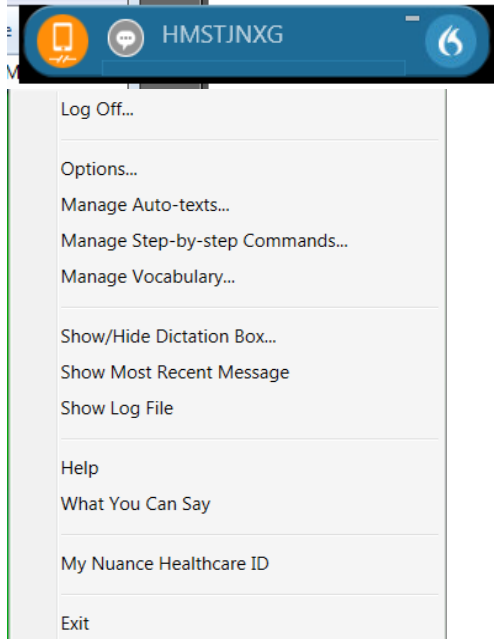 e
HMSTJNXG
M
Log Off...
Options...
Manage Auto-texts...
Manage Step-by-step Commands...
Manage Vocabulary...
Show/Hide Dictation Box...
Show Most Recent Message
Show Log File
Help
What You Can Say
My Nuance Healthcare ID
Exit